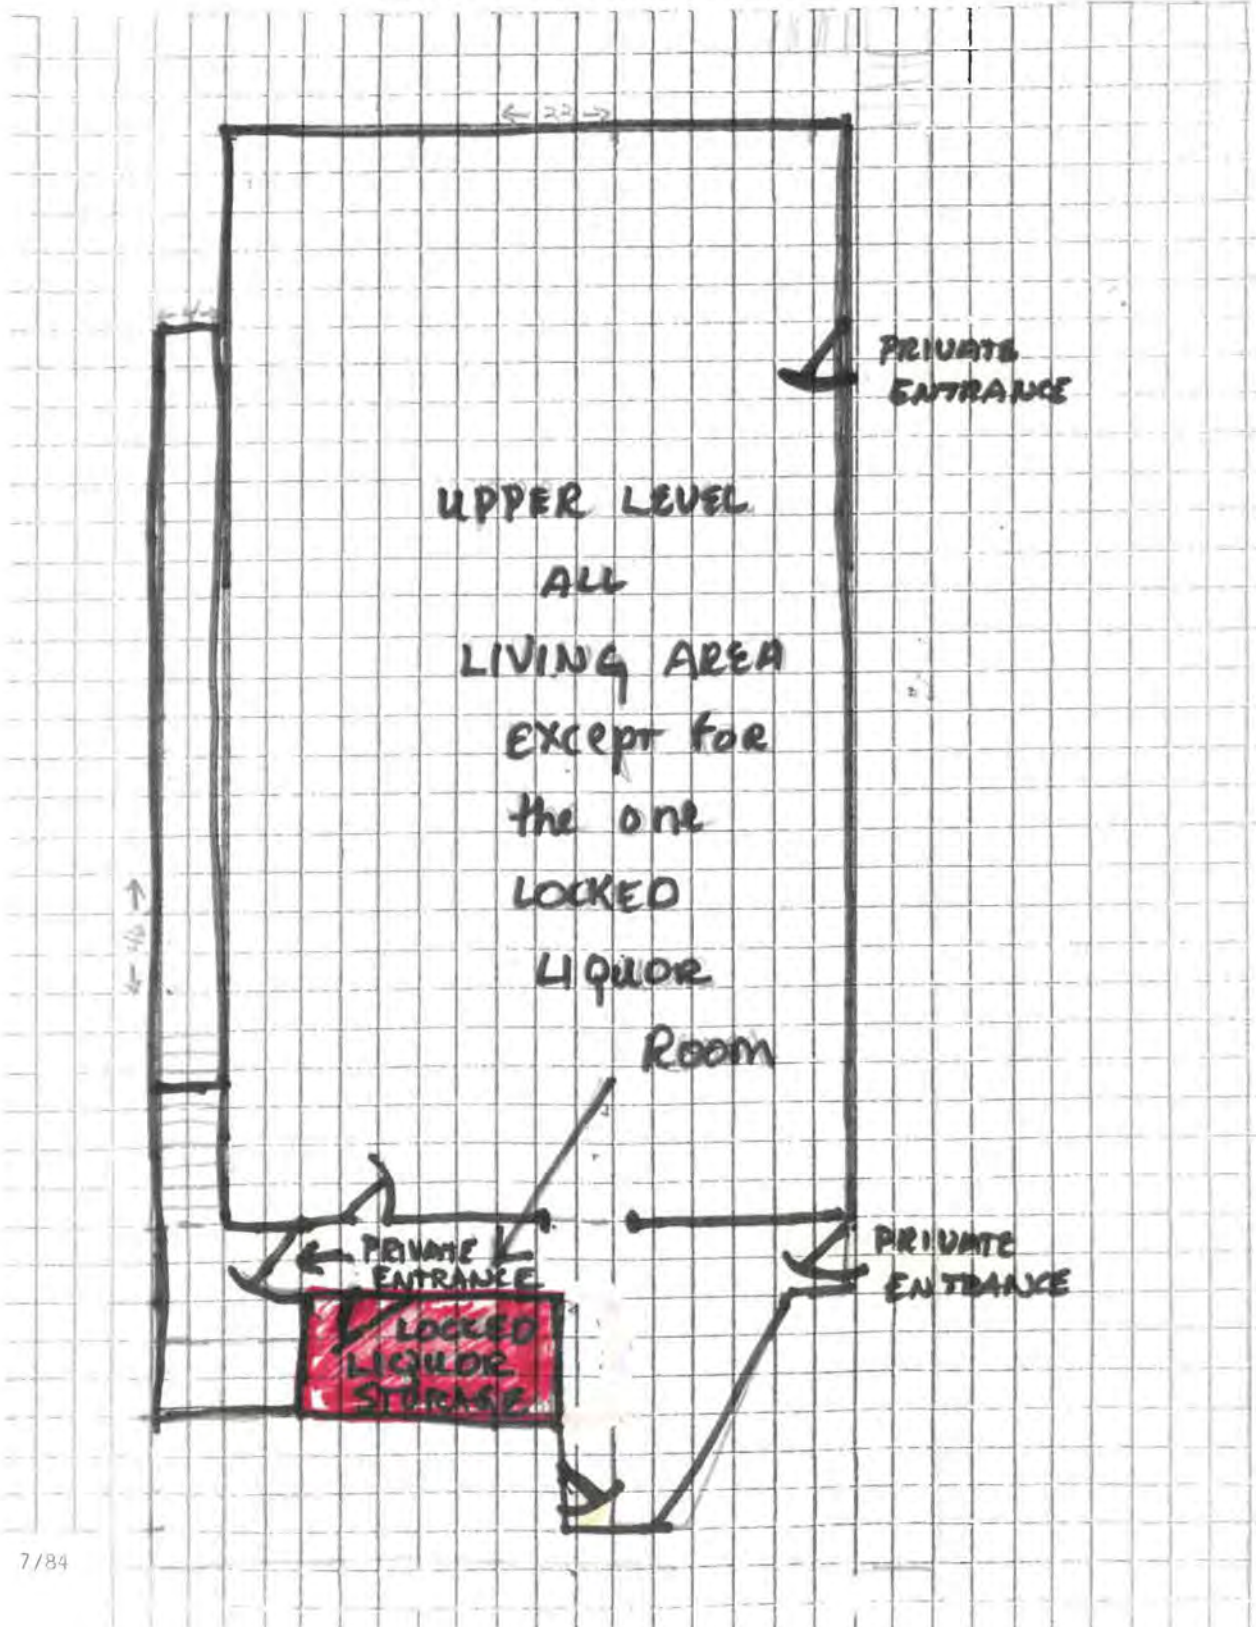 ← 22 →
4
PRIVATE
ENTRANCE
UPPER LEVEL
ALL
LIVING AREA
EXCEPT FOR
the one
LOCKED
LIQUOR
ROOM
← PRIVATE
ENTRANCE
PRIVATE
ENTRANCE
LOCKED
LIQUOR
STORAGE
7/84